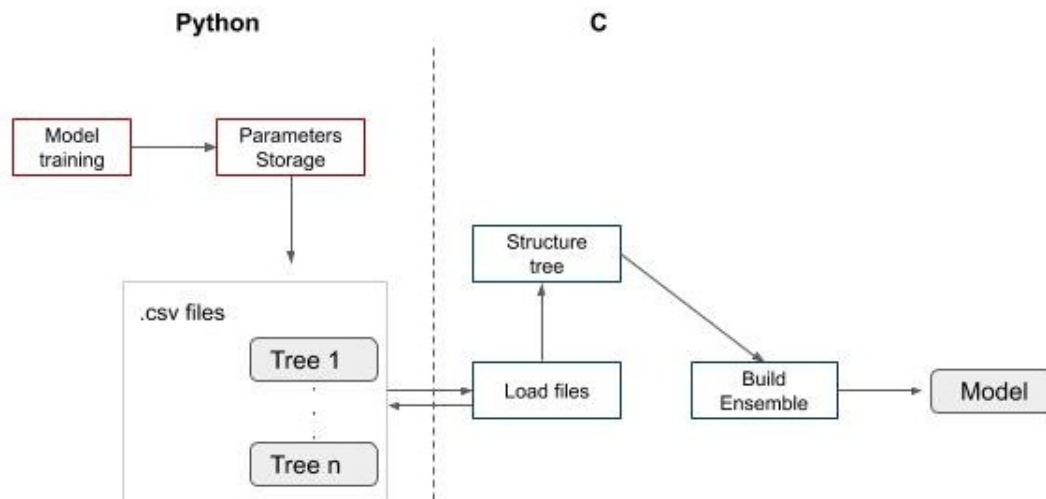 Python
C
Model
training
Parameters
Storage
Structure
tree
.csv files
Tree 1
Load files
Build
Ensemble
Model
Tree n